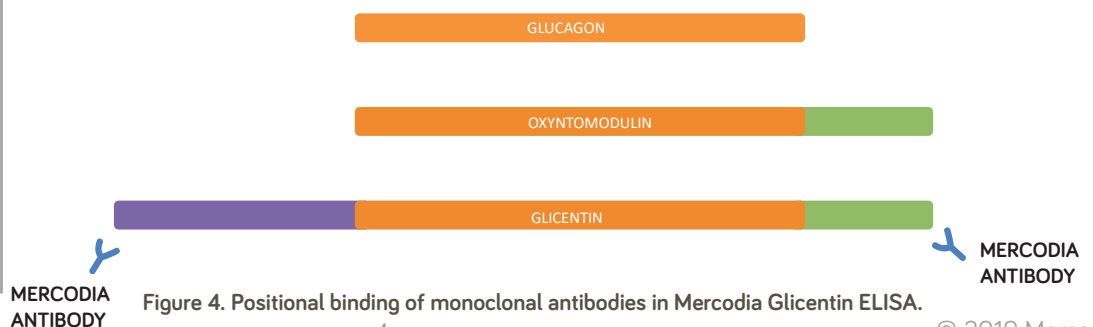 GLUCAGON
OXYNTOMODULIN
GLICENTIN
MERCODIA
ANTIBODY
MERCODIA
ANTIBODY
Figure 4. Positional binding of monoclonal antibodies in Mercodia Glicentin ELISA.